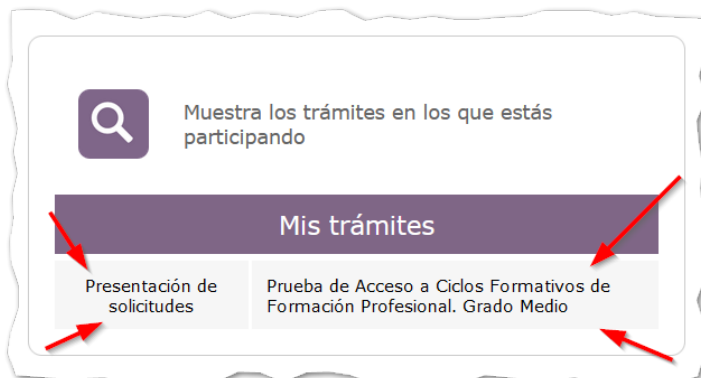 Muestra los trámites en los que estás
participando
Mis trámites
Presentación de
solicitudes
Prueba de Acceso a Ciclos Formativos de
Formación Profesional. Grado Medio